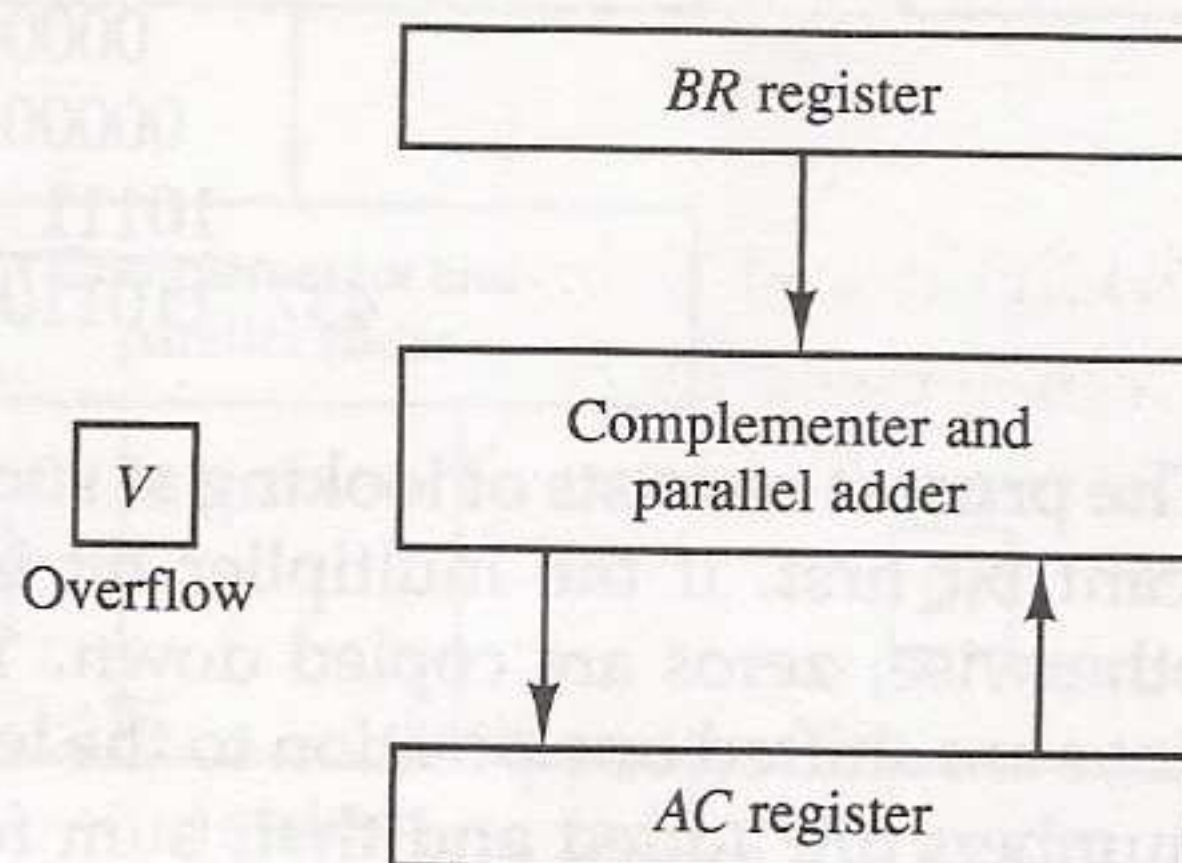 BR register
Complementer and
parallel adder
V
Overflow
AC register